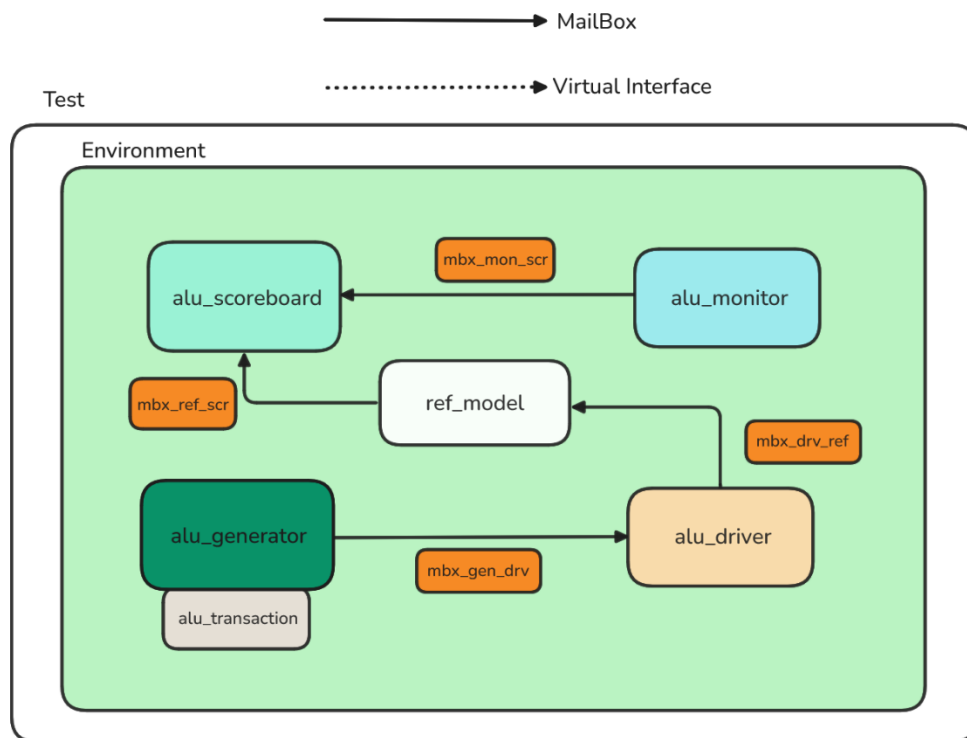 MailBox
Virtual Interface
Test
Environment
mbx_mon_scr
alu_scoreboard
alu_monitor
ref_model
mbx_ref_scr
mbx_drv_ref
alu_generator
alu_driver
mbx_gen_drv
alu_transaction